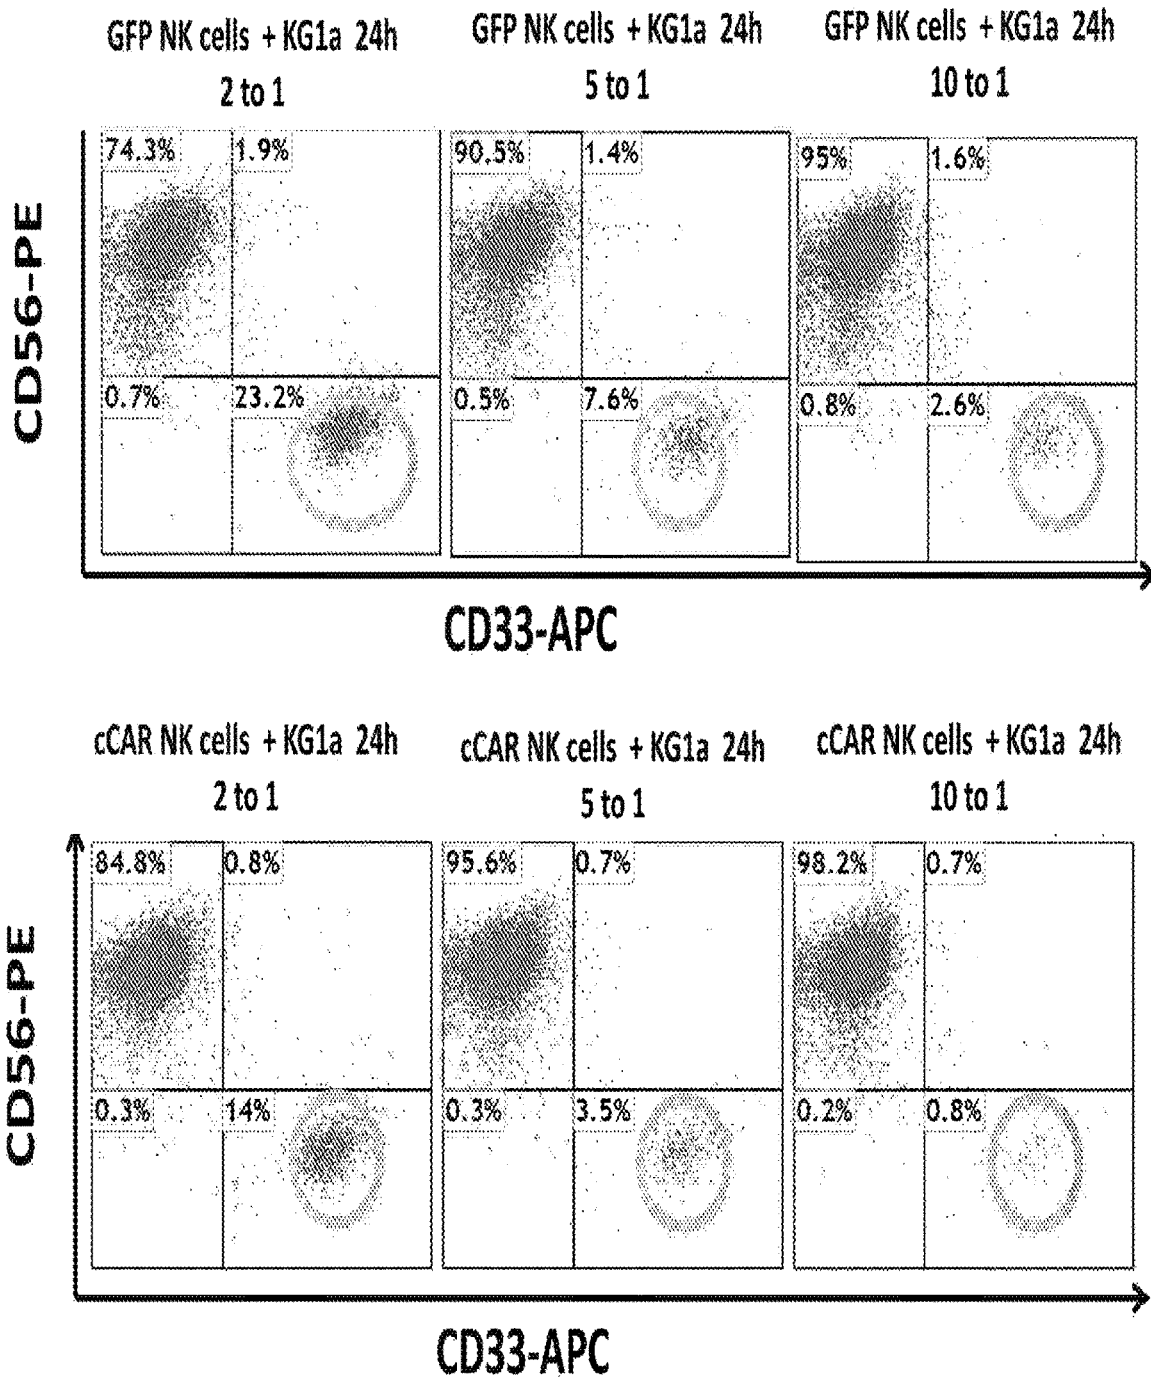 GFP NK cells + KG1a 24h
2 to 1
GFP NK cells + KG1a 24h
5 to 1
GFP NK cells + KG1a 24h
10 to 1
74.3%
1.9%
0.7%
23.2%
90.5%
1.4%
0.5%
7.6%
95%
1.6%
0.8%
2.6%
CD56-PE
CD33-APC
cCAR NK cells + KG1a 24h
2 to 1
cCAR NK cells + KG1a 24h
5 to 1
cCAR NK cells + KG1a 24h
10 to 1
84.8%
0.8%
0.3%
14%
95.6%
0.7%
0.3%
3.5%
98.2%
0.7%
0.2%
0.8%
CD56-PE
CD33-APC